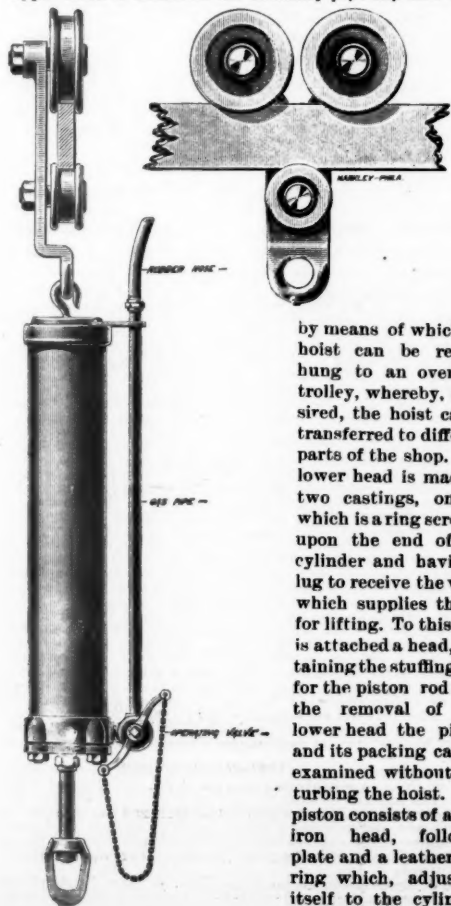 MARKLEY-PHILA.
RUBBER HOSE
GAS PIPE
OPERATING VALVE
by means of which
hoist can be re
hung to an over
trolley, whereby,
sired, the hoist ca
transferred to diffe
parts of the shop.
lower head is mad
two castings, on
which is a ring scre
upon the end of
cylinder and havi
lug to receive the v
which supplies th
for lifting. To this
is attached a head,
taining the stuffing
for the piston rod
the removal of
lower head the pi
and its packing ca
examined without
turbing the hoist.
piston consists of a
iron head, follo
plate and a leather
ring which, adjus
itself to the cylin